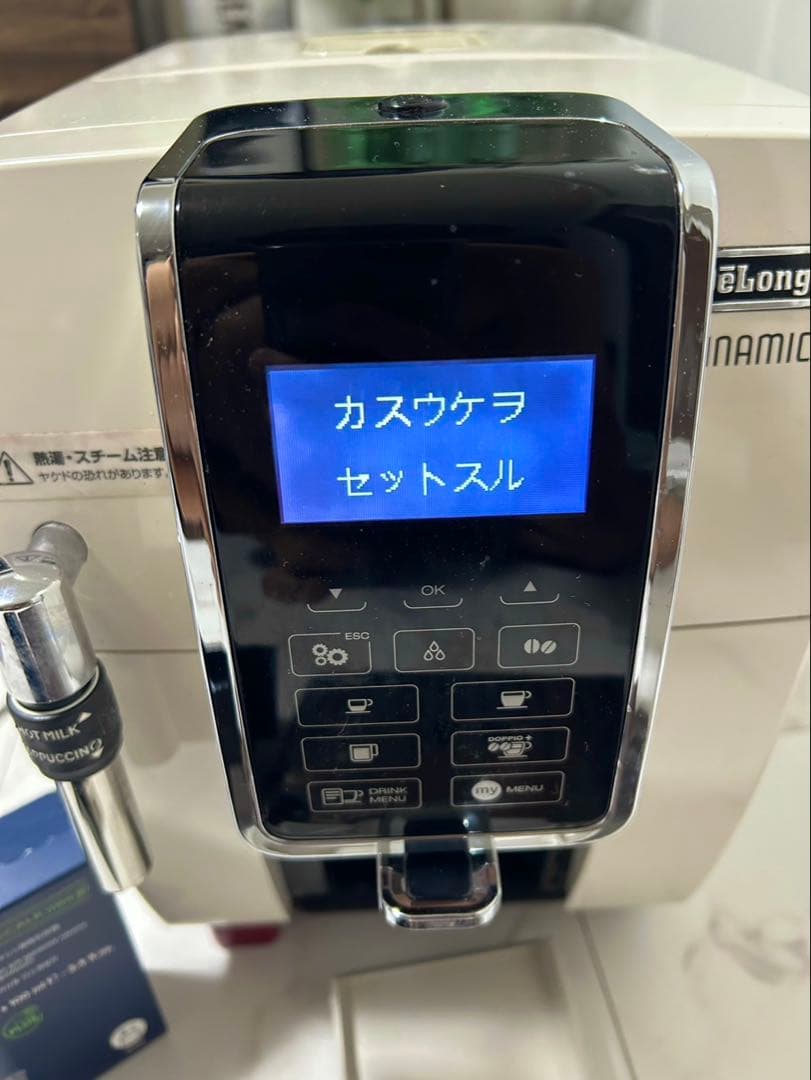 DēLong
カスウケヲ
セットスル
INAMIC
熱湯・スチーム注意
ヤケドの恐れがあります。
OK
ESC
DOPPIO+
DRINK
MENU
my MENU
HOT MILK
CAPPUCCINO